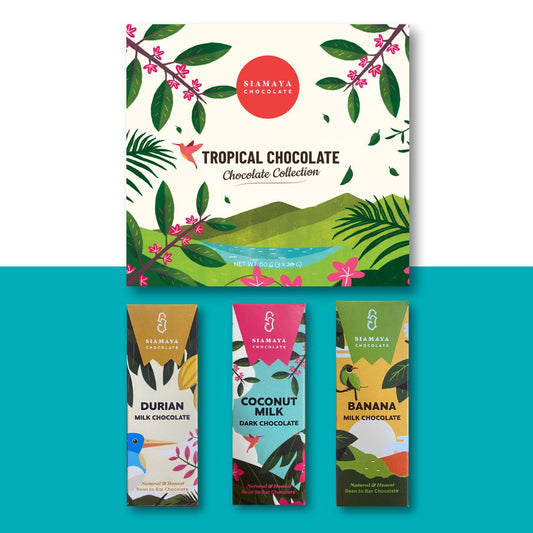 SIAMAYA
CHOCOLATE
TROPICAL CHOCOLATE
Chocolate Collection
NET WT. 60 G (3 x 20 G)
SIAMAYA
CHOCOLATE
DURIAN
MILK CHOCOLATE
Natural & Honest
Bean to Bar Chocolate
SIAMAYA
CHOCOLATE
COCONUT
MILK
DARK CHOCOLATE
Natural & Honest
Bean to Bar Chocolate
SIAMAYA
CHOCOLATE
BANANA
MILK CHOCOLATE
Natural & Honest
Bean to Bar Chocolate